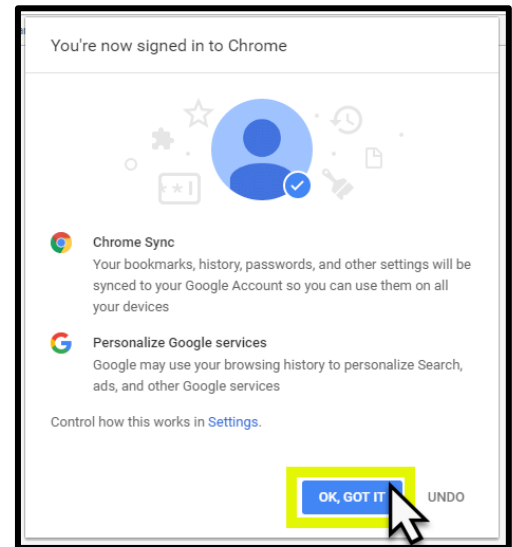 You're now signed in to Chrome
Chrome Sync
Your bookmarks, history, passwords, and other settings will be
synced to your Google Account so you can use them on all
your devices
Personalize Google services
Google may use your browsing history to personalize Search,
ads, and other Google services
Control how this works in Settings.
OK, GOT IT UNDO